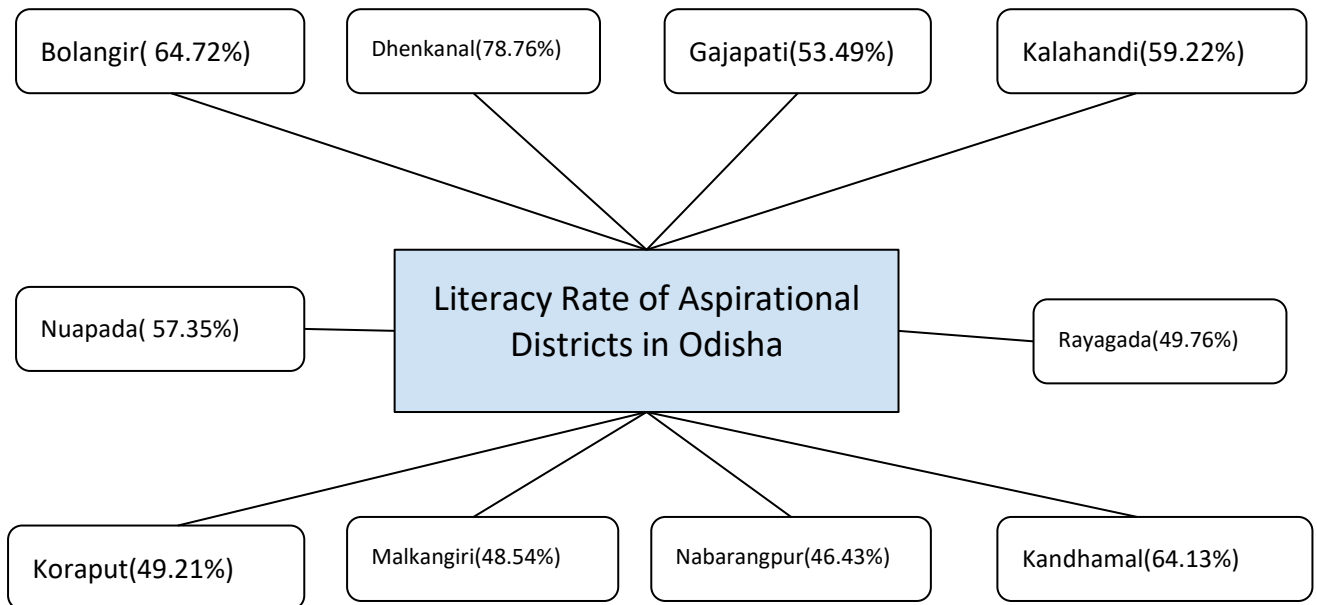 Bolangir( 64.72%)
Dhenkanal(78.76%)
Gajapati(53.49%)
Kalahandi(59.22%)
Literacy Rate of Aspirational
Districts in Odisha
Nuapada( 57.35%)
Rayagada(49.76%)
Koraput(49.21%)
Malkangiri(48.54%)
Nabarangpur(46.43%)
Kandhamal(64.13%)